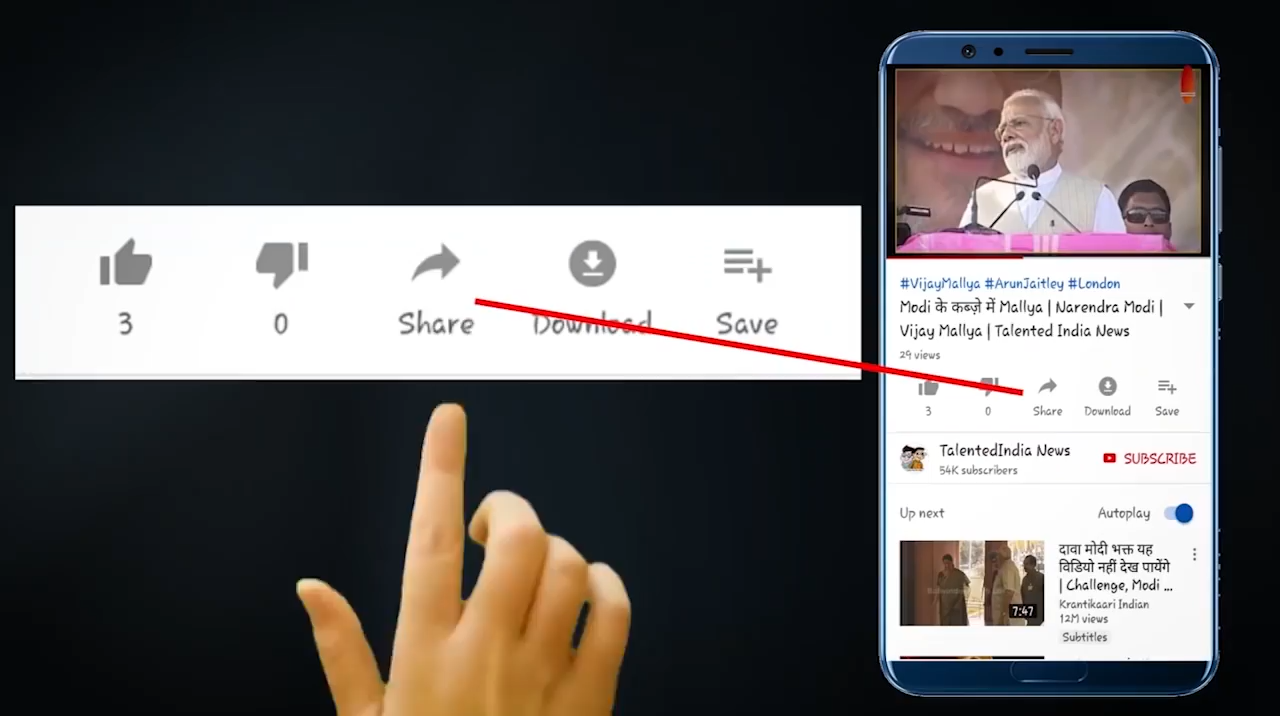 3
0
Share
Download
Save
#VijayMallya #ArunJaitley #London
Modi के कब्ज़े में Mallya | Narendra Modi |
Vijay Mallya | Talented India News
29 views
3
0
Share
Download
Save
TalentedIndia News
54K subscribers
SUBSCRIBE
Up next
Autoplay
7:47
दावा मोदी भक्त यह
विडियो नहीं देख पायेंगे
| Challenge, Modi ...
Krantikaari Indian
12M views
Subtitles